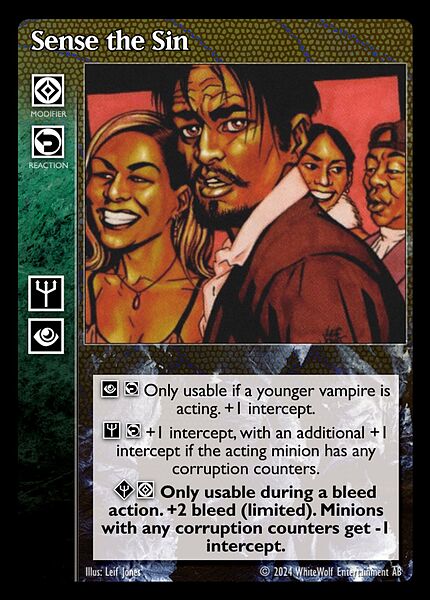 Sense the Sin
MODIFIER
REACTION
Only usable if a younger vampire is
acting. +1 intercept.
+1 intercept, with an additional +1
intercept if the acting minion has any
corruption counters.
Only usable during a bleed
action. +2 bleed (limited). Minions
with any corruption counters get -1
intercept.
Illus: Leif Jones
© 2024 WhiteWolf Entertainment AB